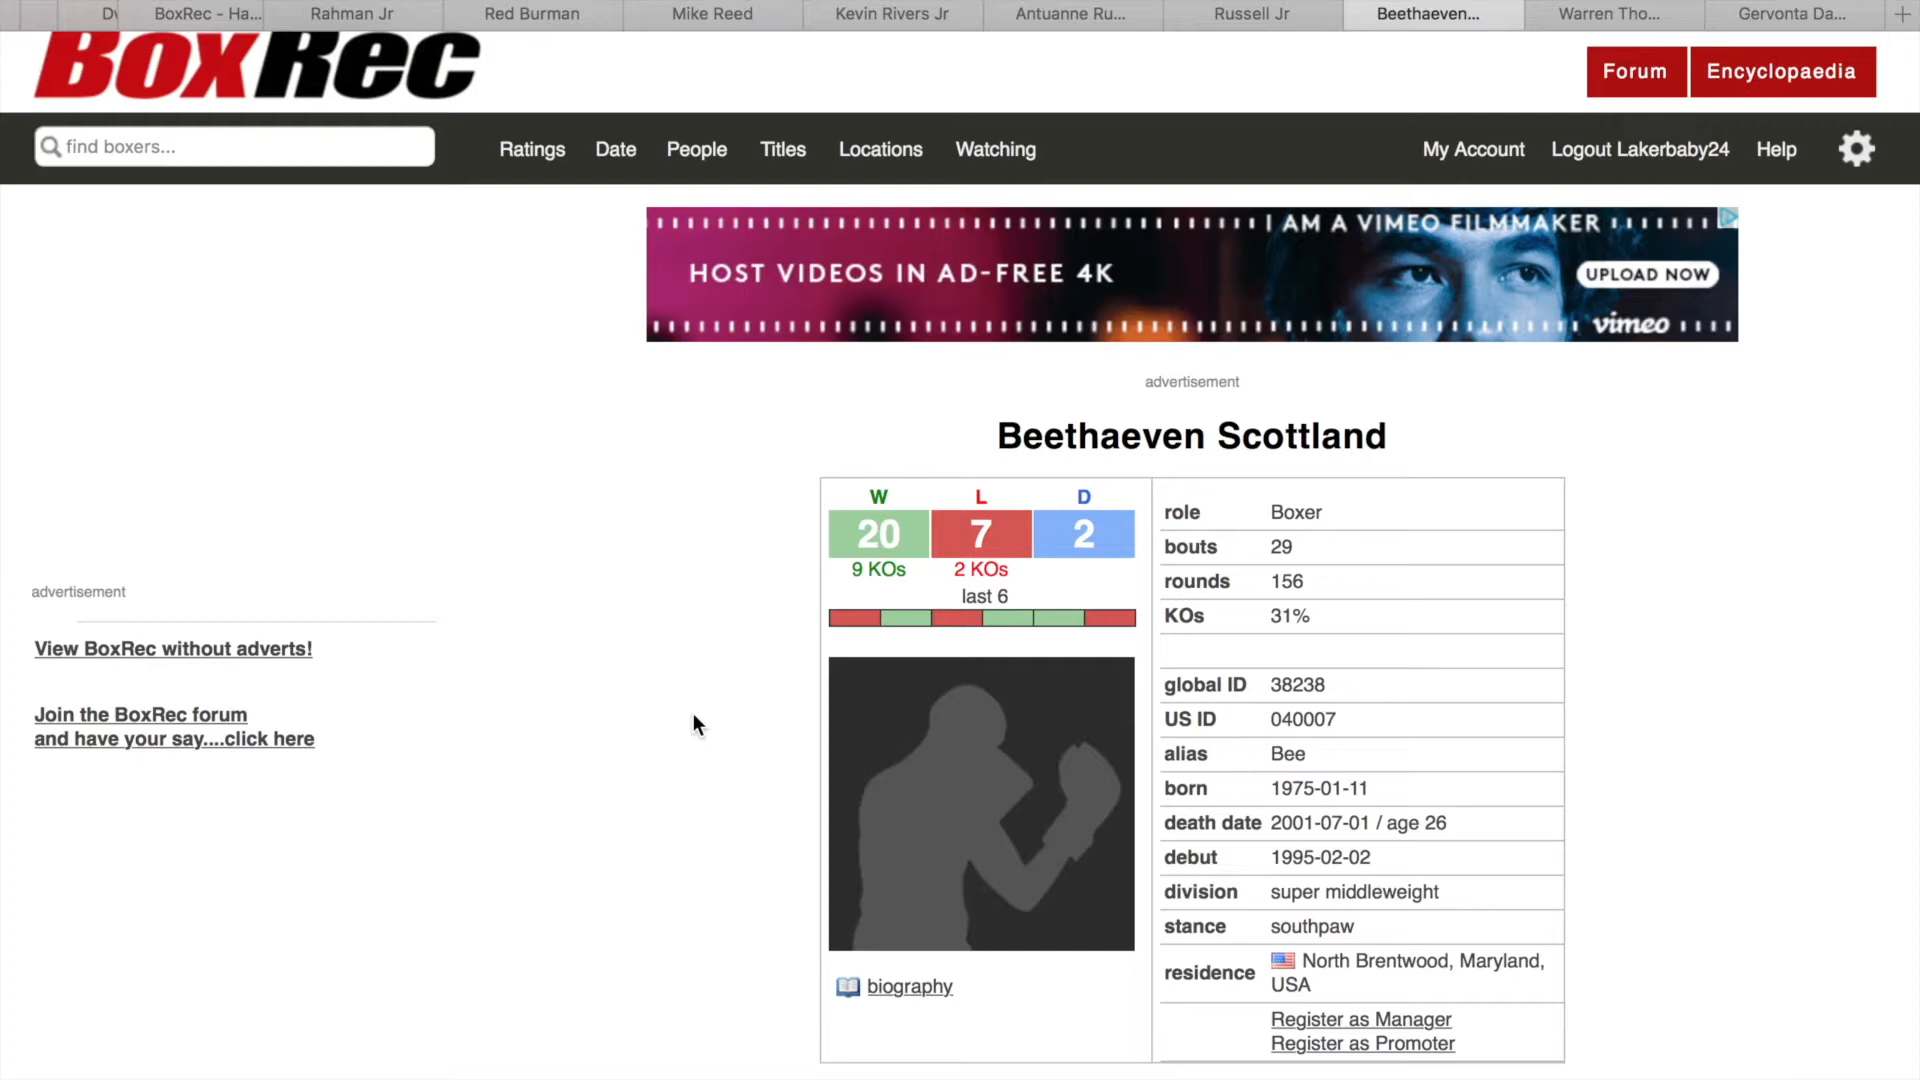 Dv
BoxRec - Ha...
Rahman Jr
Red Burman
Mike Reed
Kevin Rivers Jr
Antuanne Ru...
Russell Jr
Beethaeven...
Warren Tho...
Gervonta Da...
BoxRec
Forum
Encyclopaedia
find boxers...
Ratings
Date
People
Titles
Locations
Watching
My Account
Logout Lakerbaby24
Help
I AM A VIMEO FILMMAKER
HOST VIDEOS IN AD-FREE 4K
UPLOAD NOW
vimeo
advertisement
Beethaeven Scottland
W L D
20 7 2
9 KOs 2 KOs
last 6
biography
role Boxer
bouts 29
rounds 156
KOs 31%
global ID 38238
US ID 040007
alias Bee
born 1975-01-11
death date 2001-07-01 / age 26
debut 1995-02-02
division super middleweight
stance southpaw
residence North Brentwood, Maryland,
USA
Register as Manager
Register as Promoter
advertisement
View BoxRec without adverts!
Join the BoxRec forum
and have your say....click here